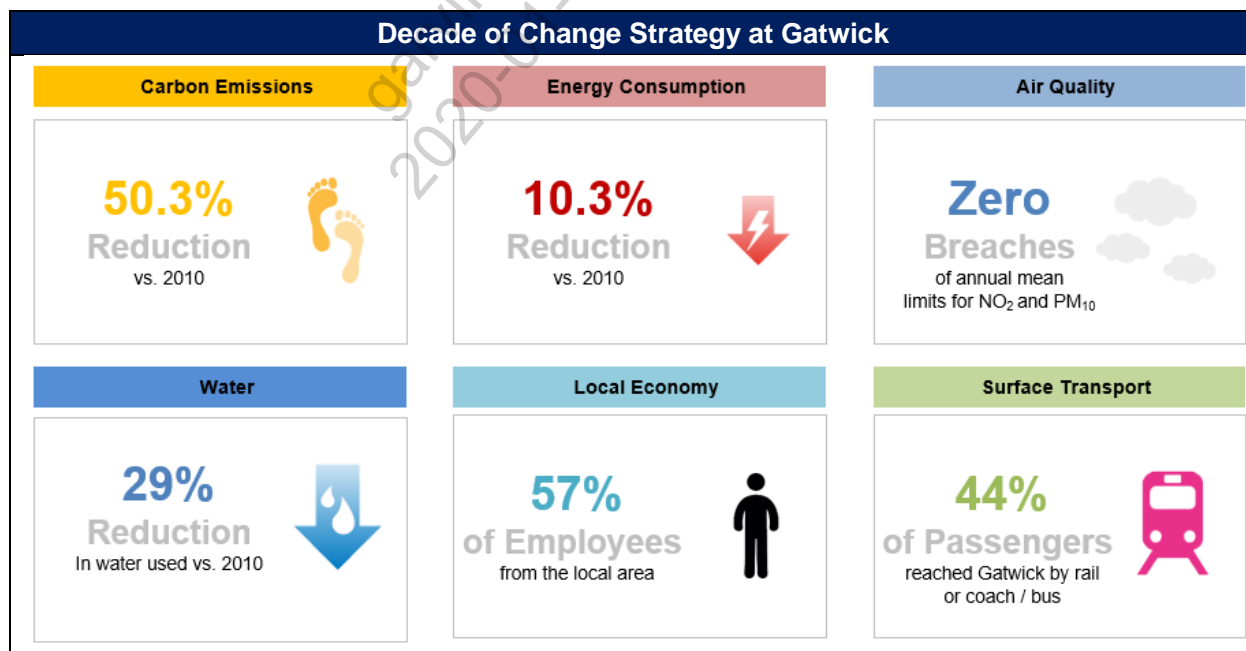 Decade of Change Strategy at Gatwick
Carbon Emissions
50.3%
Reduction
vs. 2010
Energy Consumption
10.3%
Reduction
vs. 2010
Air Quality
Zero
Breaches
of annual mean
limits for NO₂ and PM₁₀
Water
29%
Reduction
In water used vs. 2010
Local Economy
57%
of Employees
from the local area
Surface Transport
44%
of Passengers
reached Gatwick by rail
or coach / bus